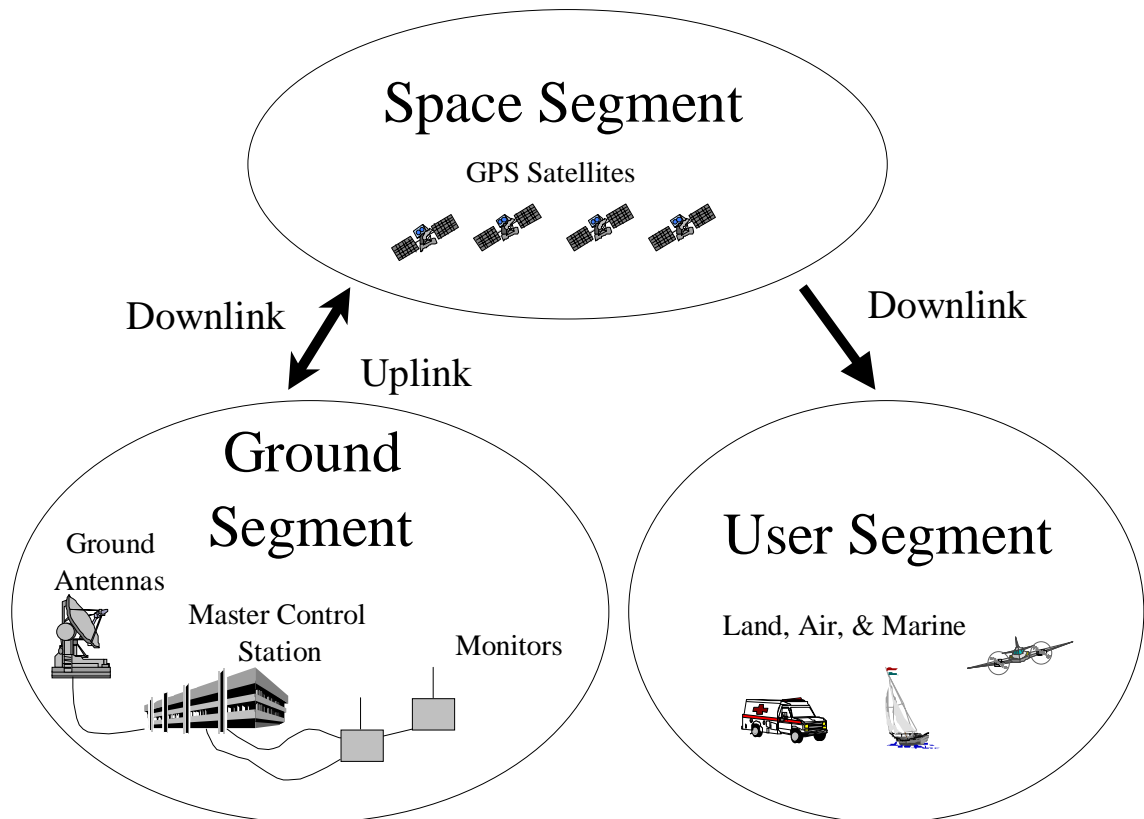 Space Segment
GPS Satellites
Downlink
Uplink
Downlink
Ground
Segment
Ground
Antennas
Master Control
Station
Monitors
User Segment
Land, Air, & Marine